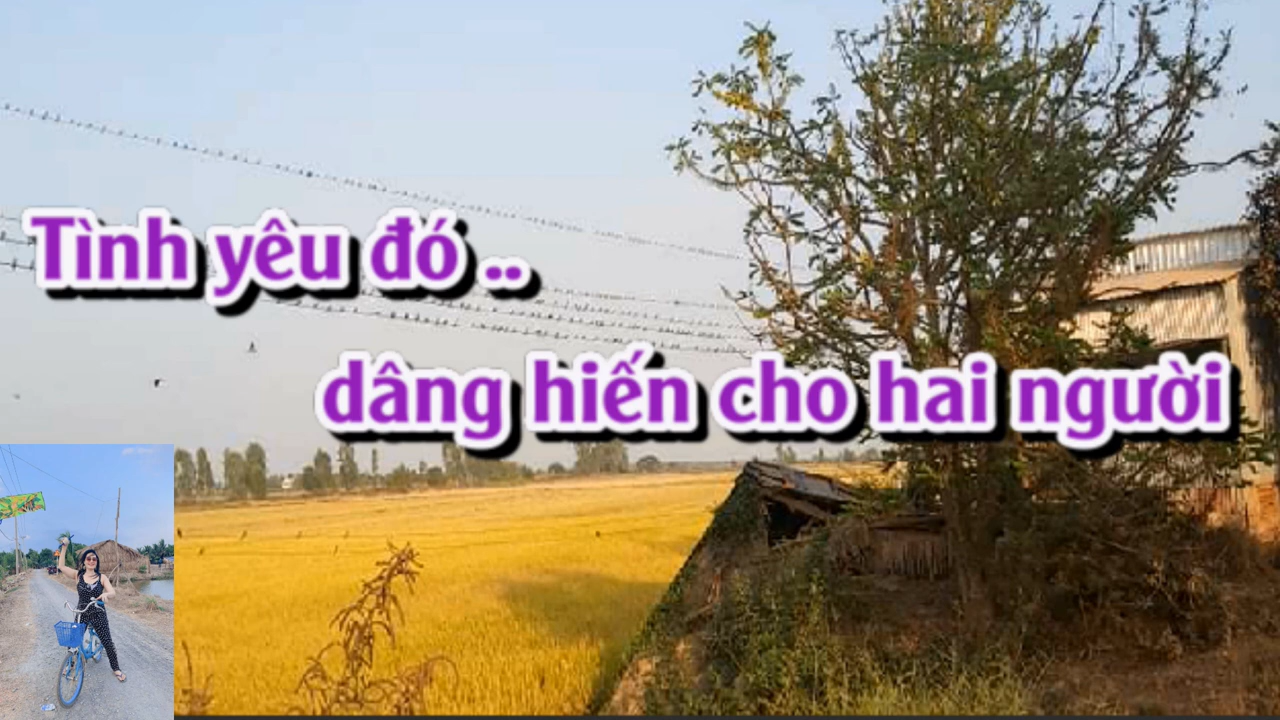 Tình yêu đó ..
dâng hiến cho hai người